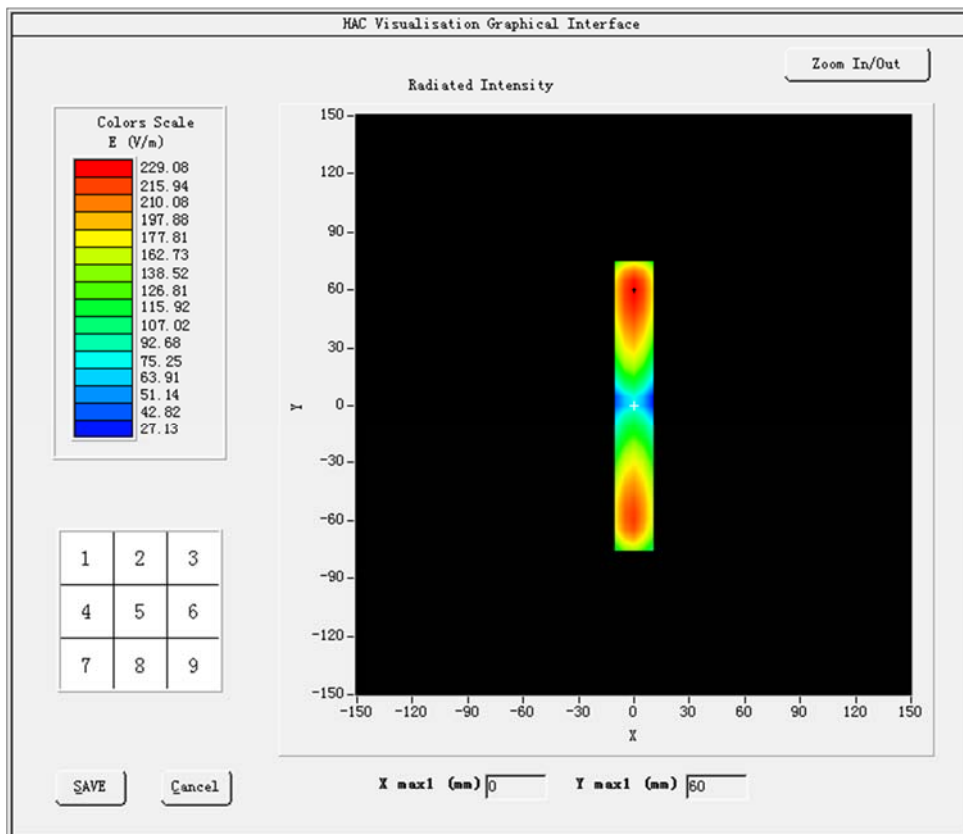 HAC Visualisation Graphical Interface
Zoom In/Out
Radiated Intensity
Colors Scale
E (V/m)
229.08
215.94
210.08
197.88
177.81
162.73
138.52
126.81
115.92
107.02
92.68
75.25
63.91
51.14
42.82
27.13
150
120
90
60
30
0
-30
-60
-90
-120
-150
Y
-150 -120 -90 -60 -30 0 30 60 90 120 150
X
1 2 3
4 5 6
7 8 9
SAVE Cancel
X max1 (mm) 0 Y max1 (mm) 60